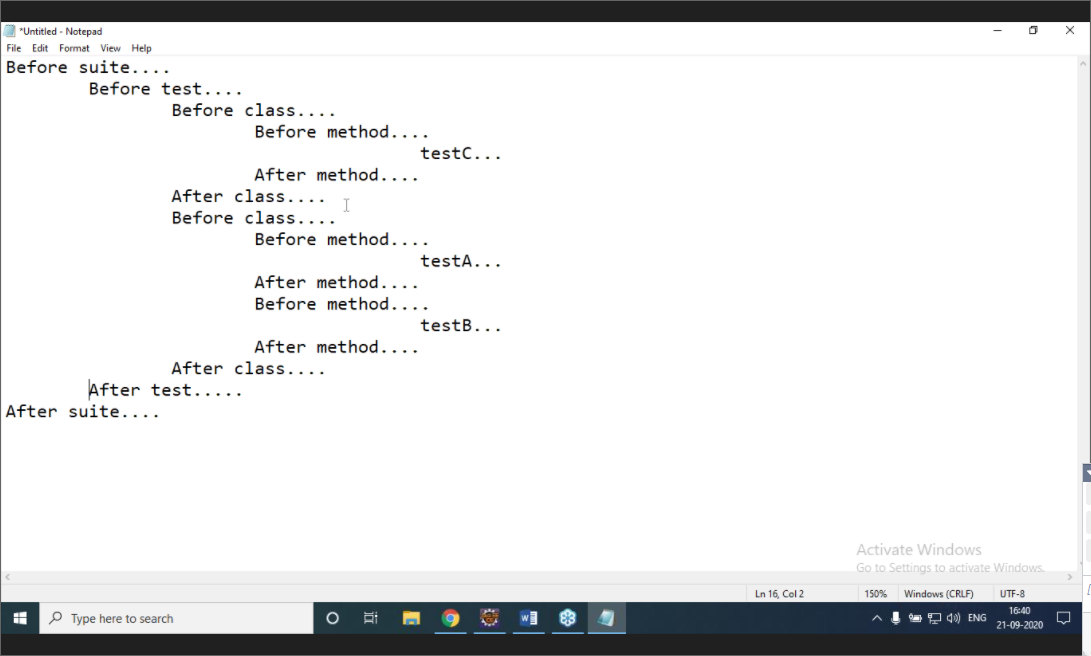 *Untitled - Notepad
File Edit Format View Help
Before suite....
Before test....
Before class....
Before method....
testC...
After method....
After class....
Before class....
Before method....
testA...
After method....
Before method....
testB...
After method....
After class....
After test.....
After suite....
Activate Windows
Go to Settings to activate Windows.
Ln 16, Col 2 150% Windows (CRLF) UTF-8
Type here to search
ENG
16:40
21-09-2020